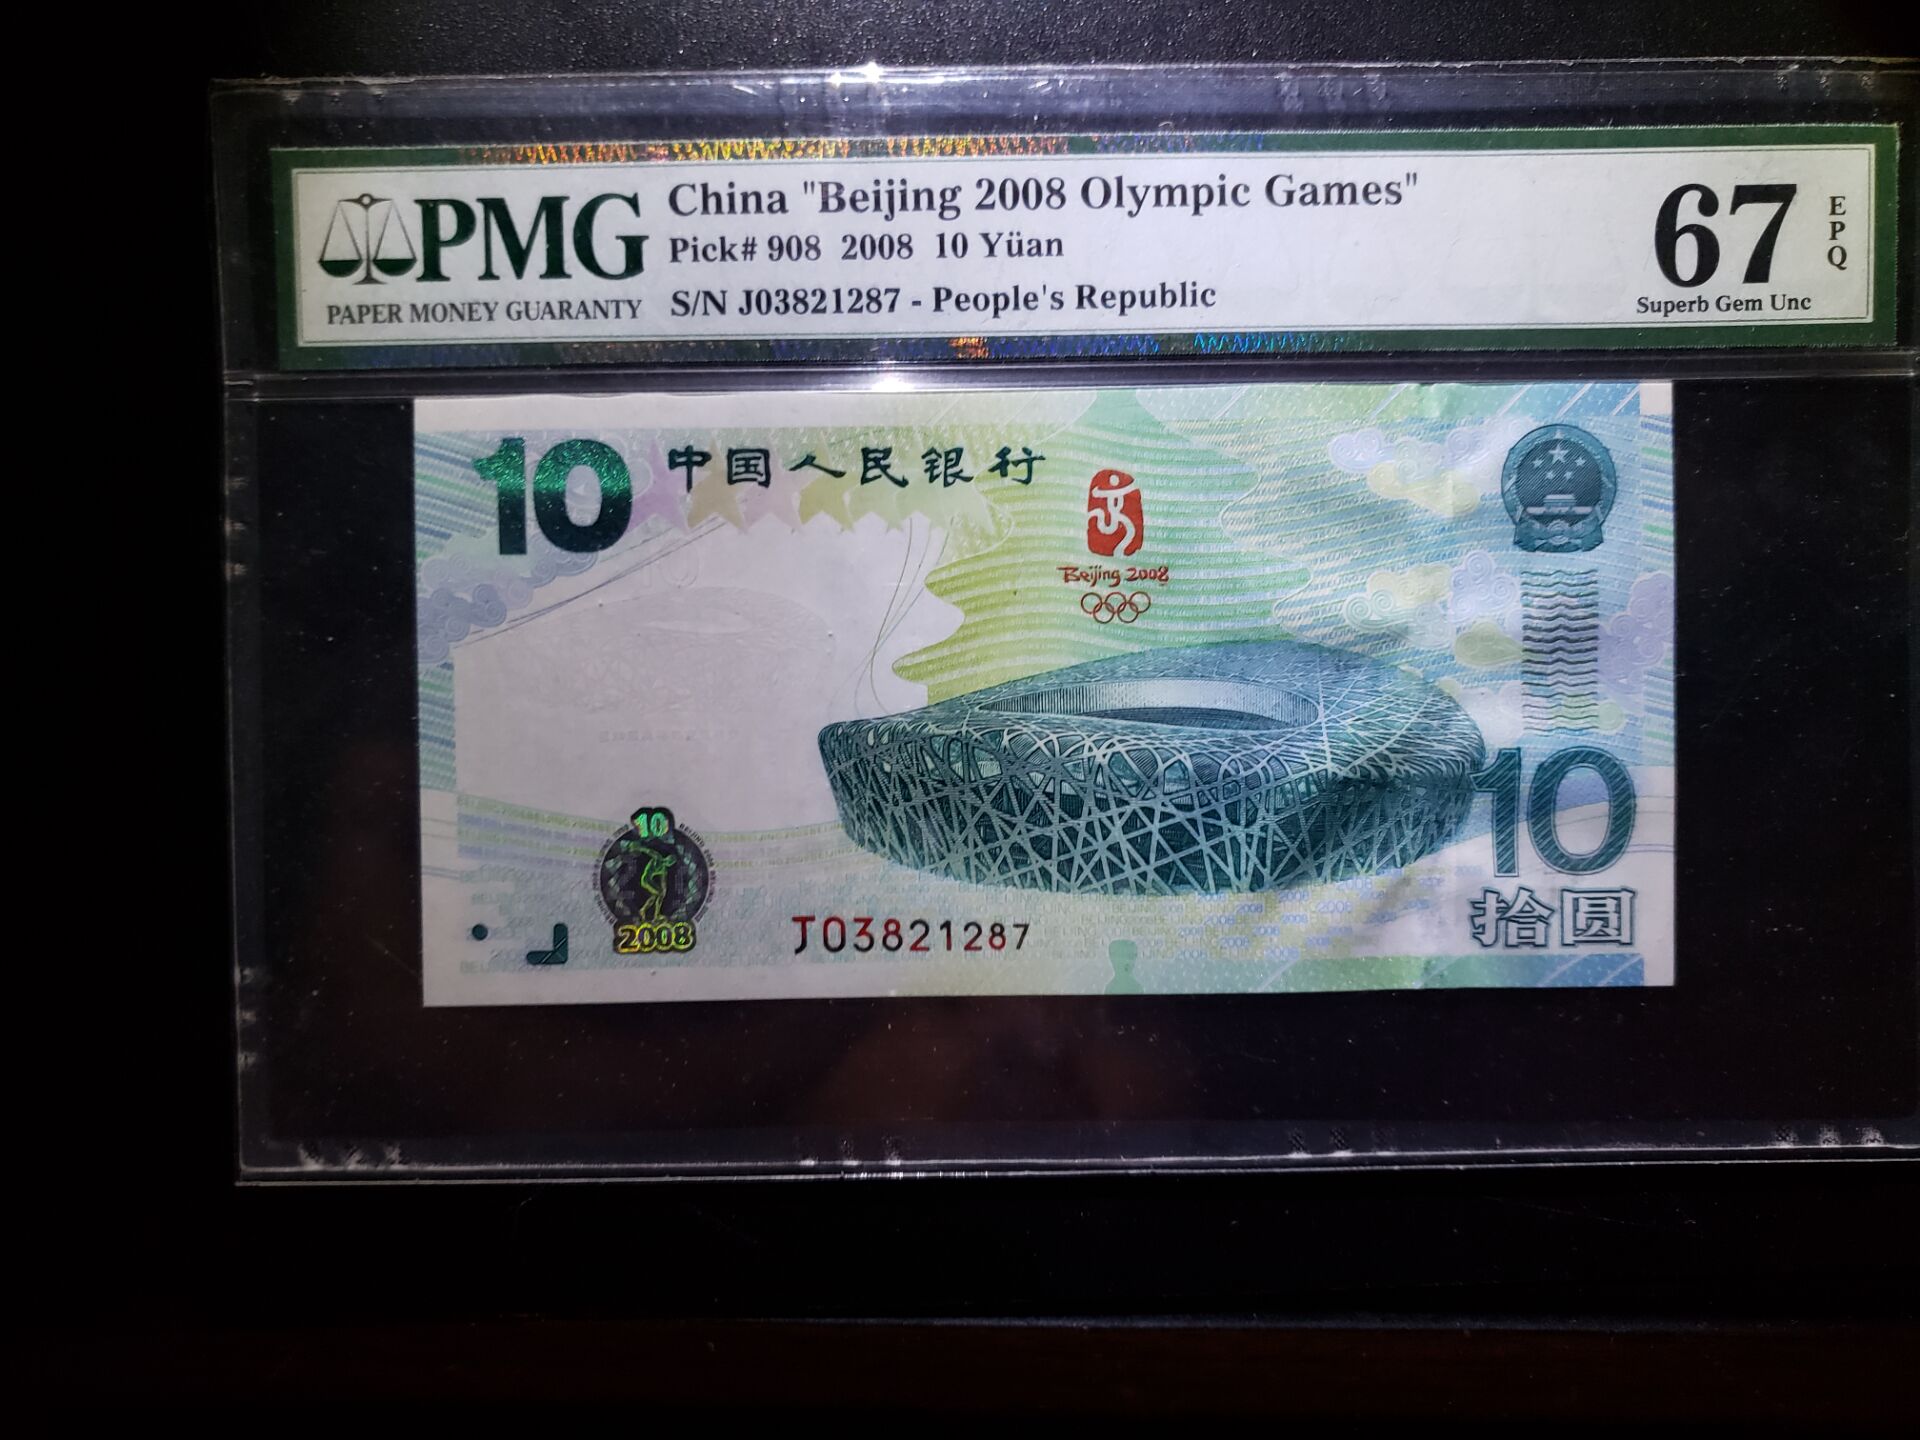 PMG
PAPER MONEY GUARANTY
China "Beijing 2008 Olympic Games"
Pick# 908 2008 10 Yüan
S/N J03821287 - People's Republic
67
EPQ
Superb Gem Unc
10 中国人民银行
Beijing 2008
10
10
2008
J03821287
拾圆